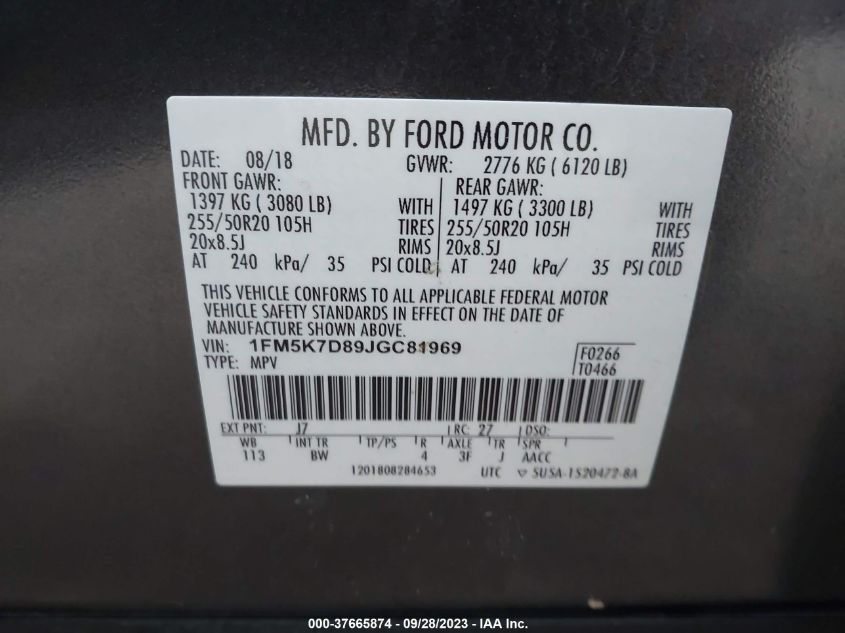 MFD. BY FORD MOTOR CO.
DATE: 08/18 GVWR: 2776 KG ( 6120 LB)
FRONT GAWR: REAR GAWR:
1397 KG ( 3080 LB) WITH 1497 KG ( 3300 LB) WITH
255/50R20 105H TIRES 255/50R20 105H TIRES
20x8.5J RIMS 20x8.5J RIMS
AT 240 kPa/ 35 PSI COLD AT 240 kPa/ 35 PSI COLD
THIS VEHICLE CONFORMS TO ALL APPLICABLE FEDERAL MOTOR
VEHICLE SAFETY STANDARDS IN EFFECT ON THE DATE OF
MANUFACTURE SHOWN ABOVE.
VIN: 1FM5K7D89JGC81969 F0266
TYPE: MPV T0466
EXT PNT: J7 RC: 27 DSO:
WB INT TR TP/PS R AXLE TR SPR
113 BW 4 3F J AACC
1201808284653 UTC ▽ SUSA-1520472-8A
000-37665874 - 09/28/2023 - IAA Inc.